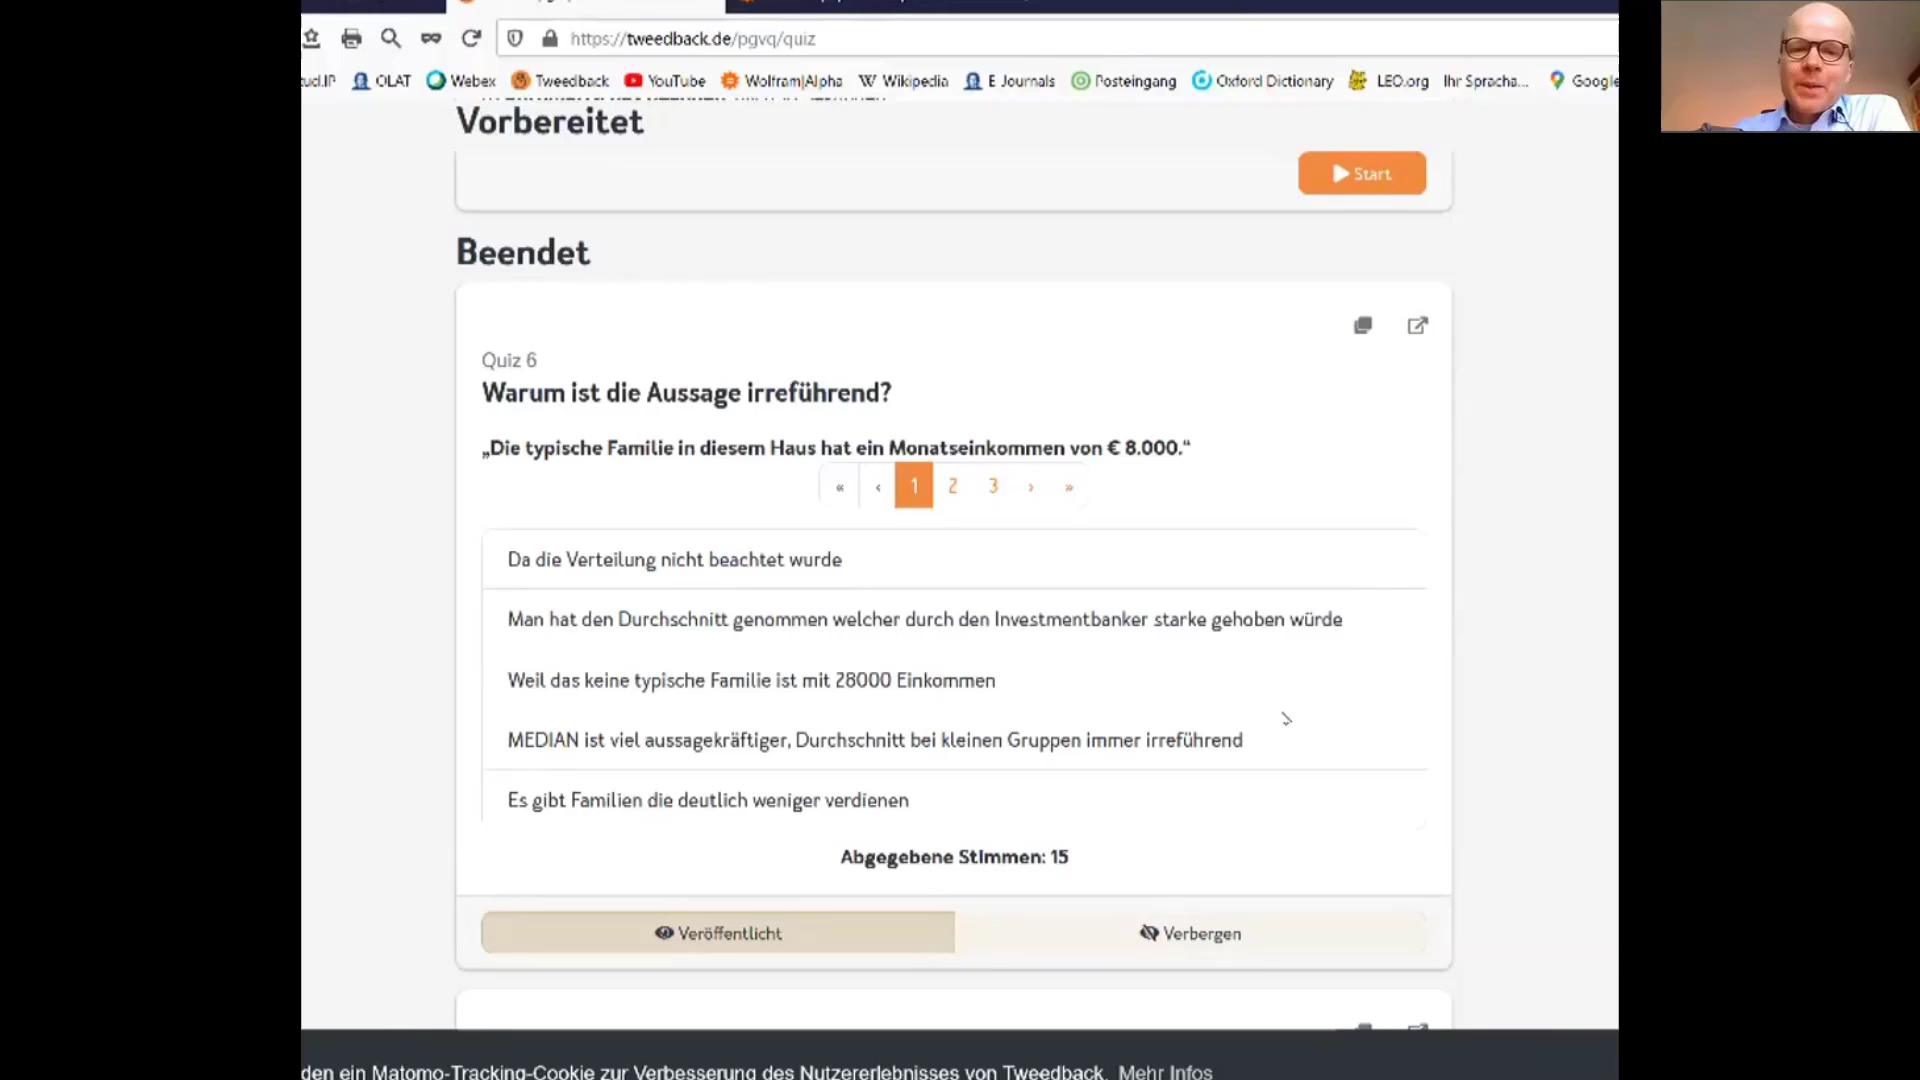 https://tweedback.de/pgvq/quiz
OLAT Webex Tweedback YouTube Wolfram|Alpha Wikipedia E Journals Posteingang Oxford Dictionary LEO.org Ihr Spracha... Google
Vorbereitet
Start
Beendet
Quiz 6
Warum ist die Aussage irreführend?
„Die typische Familie in diesem Haus hat ein Monatseinkommen von € 8.000.“
« ‹ 1 2 3 › »
Da die Verteilung nicht beachtet wurde
Man hat den Durchschnitt genommen welcher durch den Investmentbanker starke gehoben würde
Weil das keine typische Familie ist mit 28000 Einkommen
MEDIAN ist viel aussagekräftiger, Durchschnitt bei kleinen Gruppen immer irreführend
Es gibt Familien die deutlich weniger verdienen
Abgegebene Stimmen: 15
Veröffentlicht Verbergen
den ein Matomo-Tracking-Cookie zur Verbesserung des Nutzererlebnisses von Tweedback. Mehr Infos